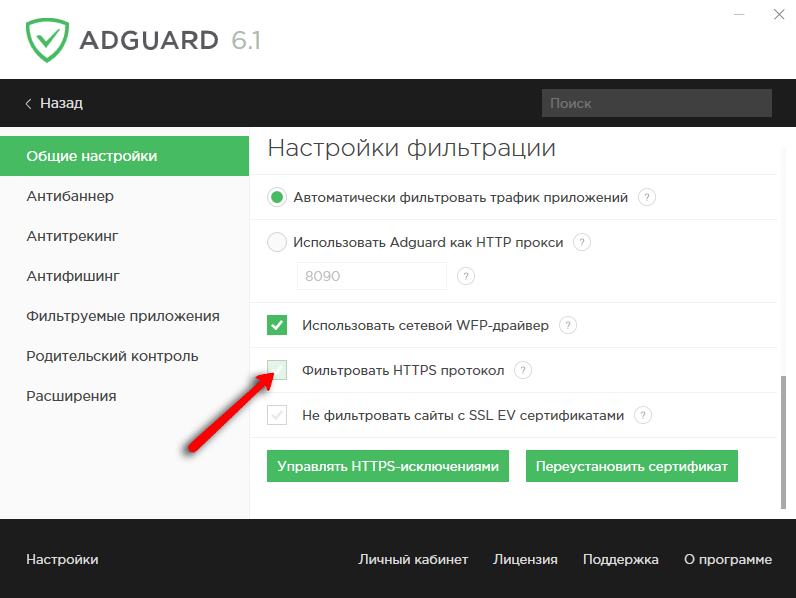 ADGUARD 6.1
Назад
Поиск
Общие настройки
Антибаннер
Антитрекинг
Антифишинг
Фильтруемые приложения
Родительский контроль
Расширения
Настройки фильтрации
Автоматически фильтровать трафик приложений ?
Использовать Adguard как HTTP прокси ?
8090 ?
Использовать сетевой WFP-драйвер ?
Фильтровать HTTPS протокол ?
Не фильтровать сайты с SSL EV сертификатами ?
Управлять HTTPS-исключениями Переустановить сертификат
Настройки Личный кабинет Лицензия Поддержка О программе